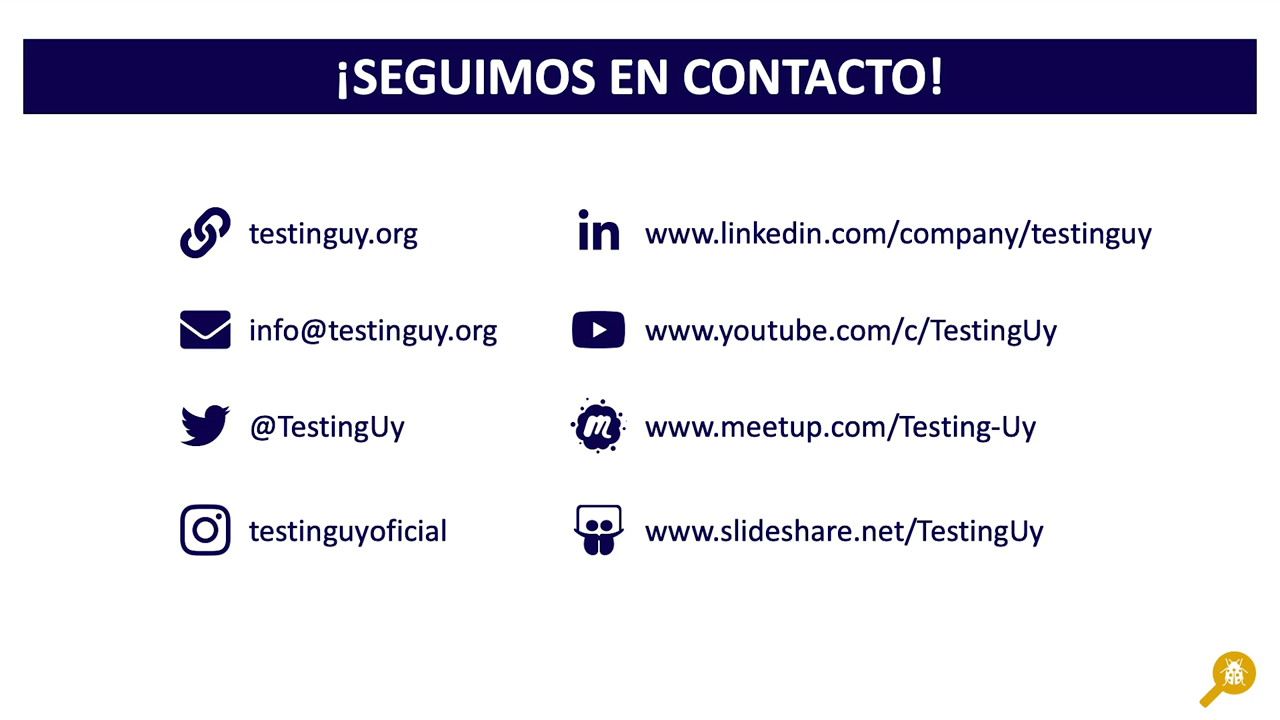 ¡SEGUIMOS EN CONTACTO!
testinguy.org
info@testinguy.org
@TestingUy
testinguyoficial
www.linkedin.com/company/testinguy
www.youtube.com/c/TestingUy
www.meetup.com/Testing-Uy
www.slideshare.net/TestingUy